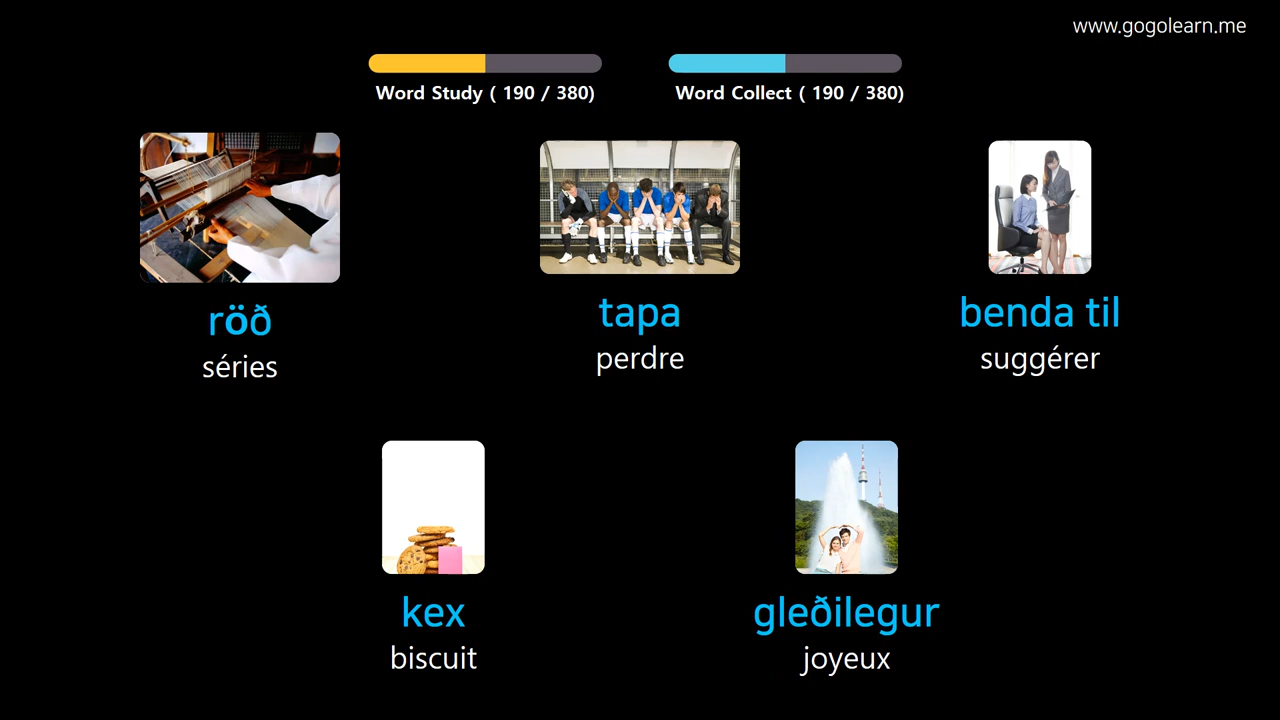 www.gogolearn.me
Word Study ( 190 / 380)
Word Collect ( 190 / 380)
röð
séries
tapa
perdre
benda til
suggérer
kex
biscuit
gleðilegur
joyeux